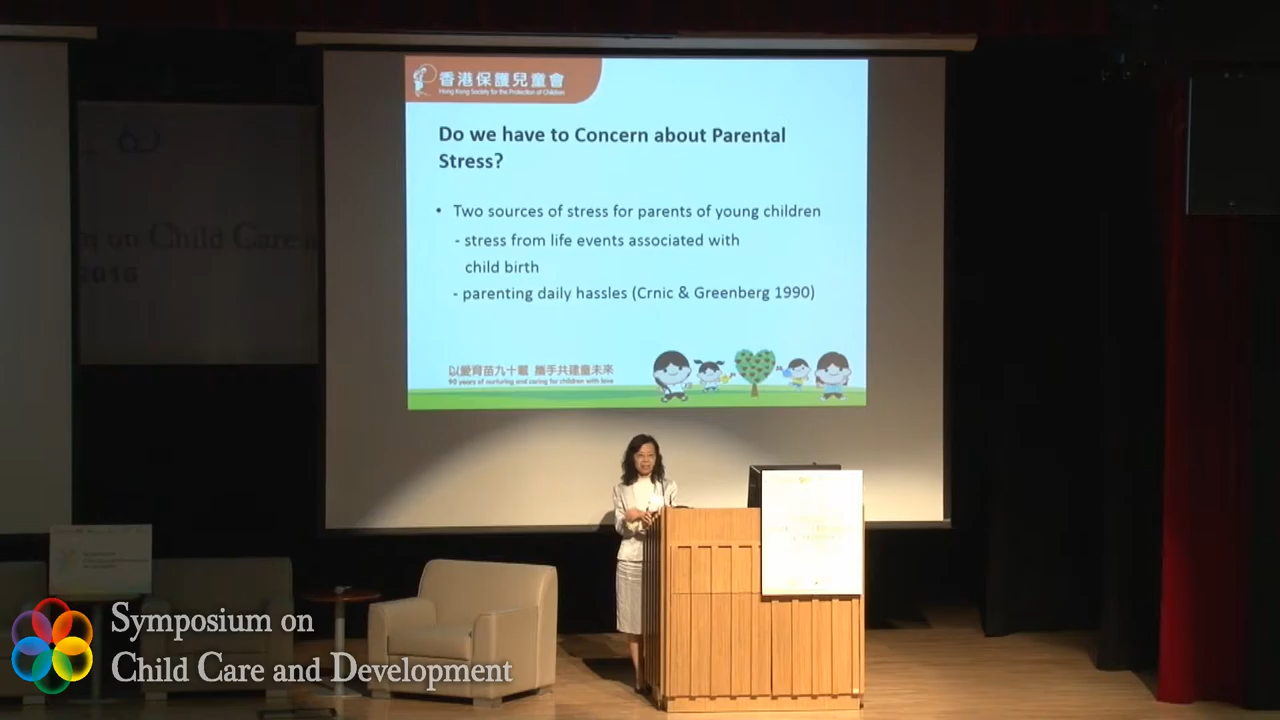 香港保護兒童會
Hong Kong Society for the Protection of Children
Do we have to Concern about Parental
Stress?
• Two sources of stress for parents of young children
- stress from life events associated with
child birth
- parenting daily hassles (Crnic & Greenberg 1990)
以愛育苗九十載 攜手共建童未來
90 years of nurturing and caring for children with love
on Child Care
2016
Symposium on
Child Care and Development